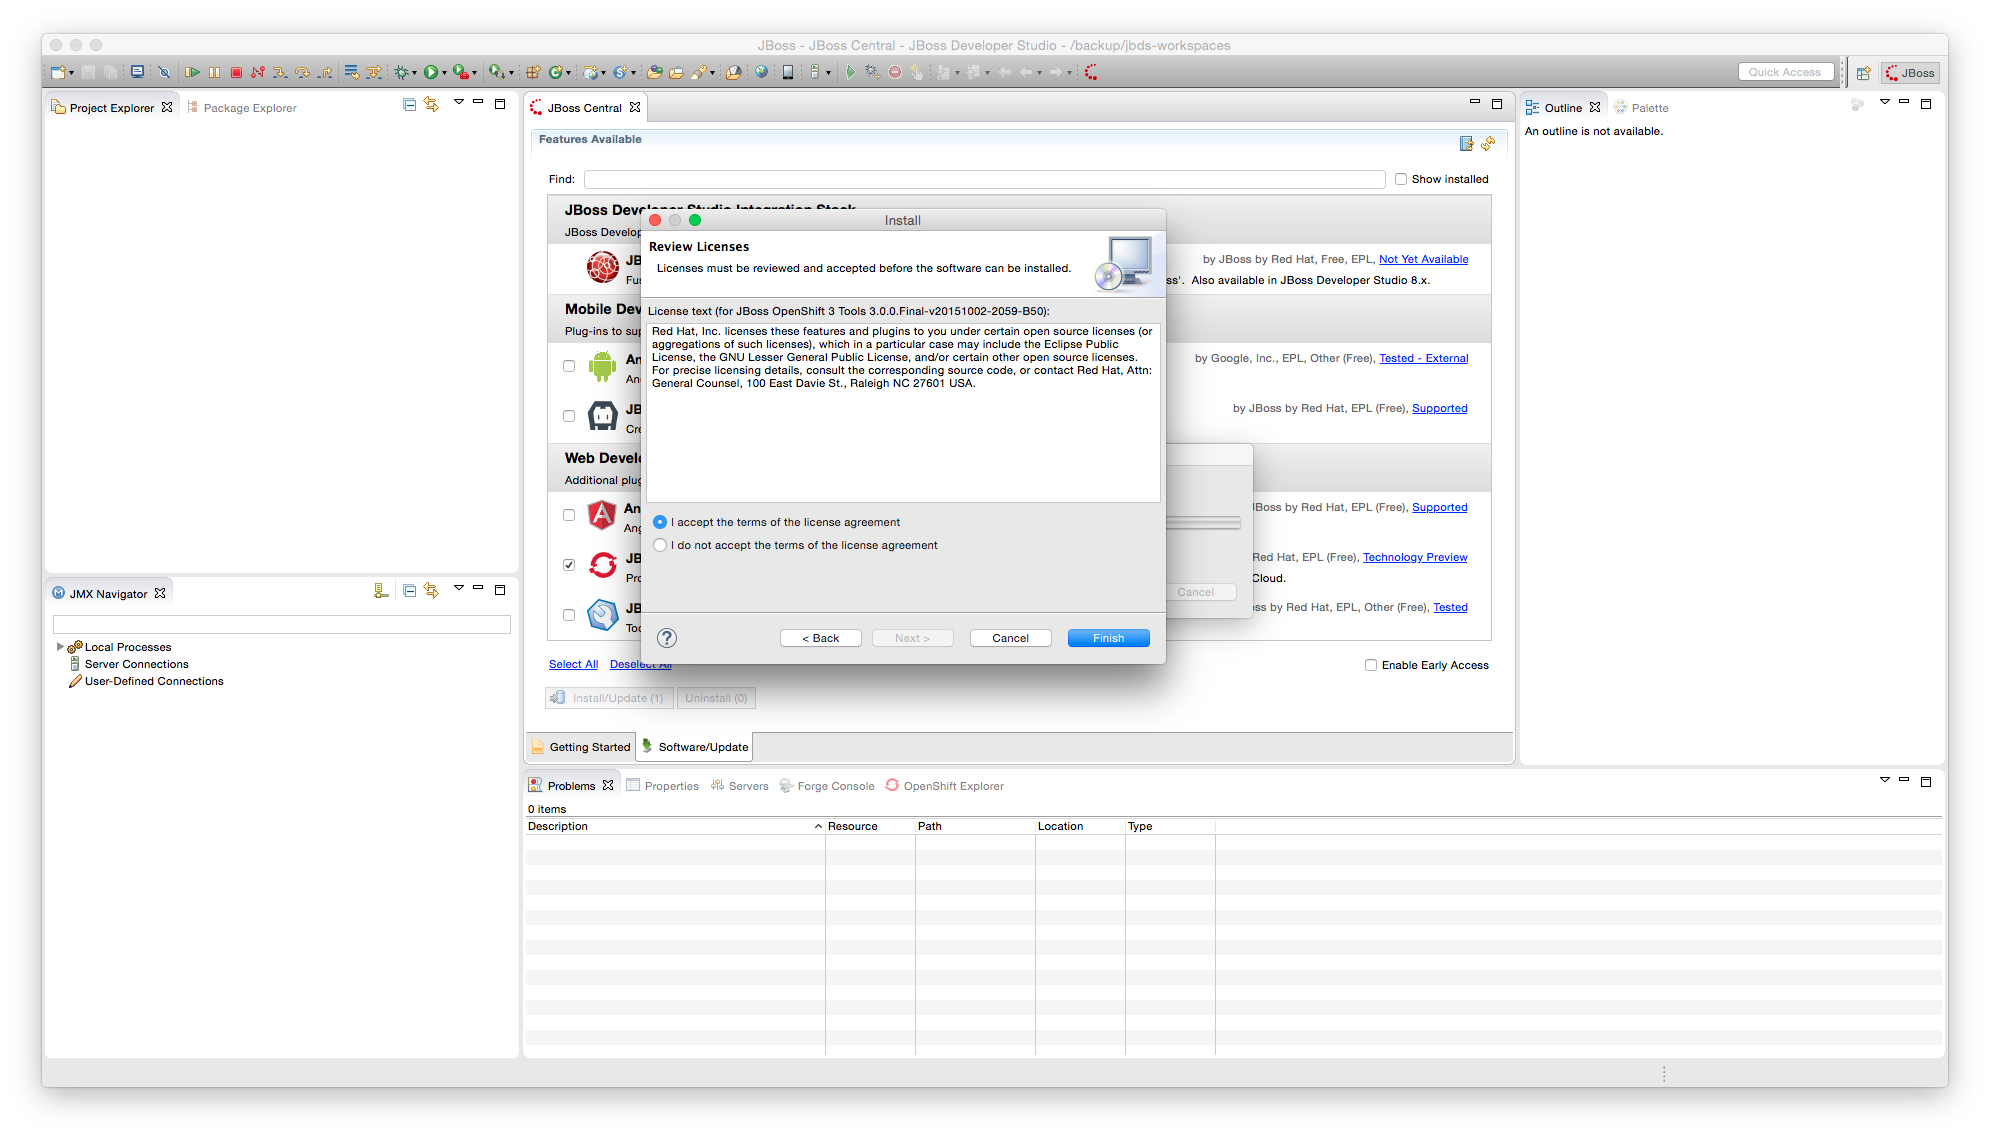 JBoss - JBoss Central - JBoss Developer Studio - /backup/jbds-workspaces
Quick Access
JBoss
Project Explorer
Package Explorer
JBoss Central
Outline
Palette
An outline is not available.
Features Available
Find:
Show installed
JBoss Developer Studio Integration Stack
JBoss Develop
by JBoss by Red Hat, Free, EPL, Not Yet Available
JB
Fus
ss'. Also available in JBoss Developer Studio 8.x.
Mobile Dev
Plug-ins to sup
An
by Google, Inc., EPL, Other (Free), Tested - External
An
JB
by JBoss by Red Hat, EPL (Free), Supported
Cre
Web Develo
Additional plug
An
Boss by Red Hat, EPL (Free), Supported
Ang
JB
Red Hat, EPL (Free), Technology Preview
Pro
Cloud.
JB
ss by Red Hat, EPL, Other (Free), Tested
Too
Install
Review Licenses
Licenses must be reviewed and accepted before the software can be installed.
License text (for JBoss OpenShift 3 Tools 3.0.0.Final-v20151002-2059-B50):
Red Hat, Inc. licenses these features and plugins to you under certain open source licenses (or
aggregations of such licenses), which in a particular case may include the Eclipse Public
License, the GNU Lesser General Public License, and/or certain other open source licenses.
For precise licensing details, consult the corresponding source code, or contact Red Hat, Attn:
General Counsel, 100 East Davie St., Raleigh NC 27601 USA.
I accept the terms of the license agreement
I do not accept the terms of the license agreement
< Back
Next >
Cancel
Finish
Cancel
Select All
Deselect All
Enable Early Access
Install/Update (1)
Uninstall (0)
Getting Started
Software/Update
JMX Navigator
Local Processes
Server Connections
User-Defined Connections
Problems
Properties
Servers
Forge Console
OpenShift Explorer
0 items
Description
Resource
Path
Location
Type